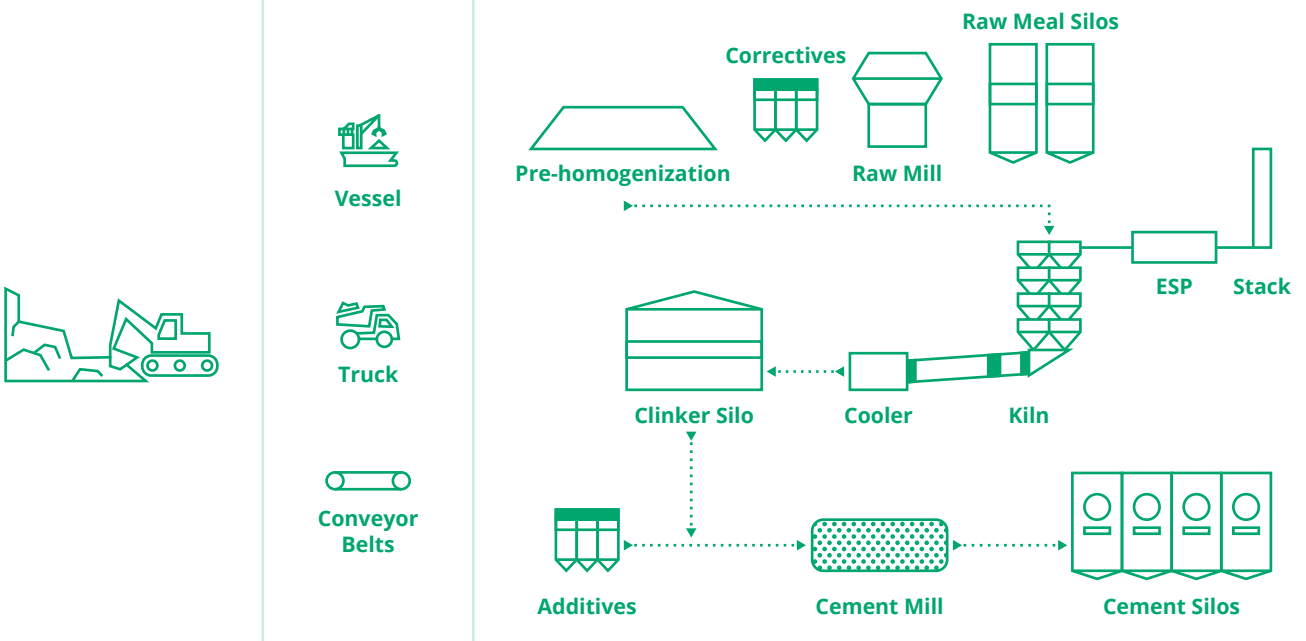 Vessel
Truck
Conveyor
Belts
Raw Meal Silos
Correctives
Pre-homogenization
Raw Mill
ESP
Stack
Clinker Silo
Cooler
Kiln
Additives
Cement Mill
Cement Silos